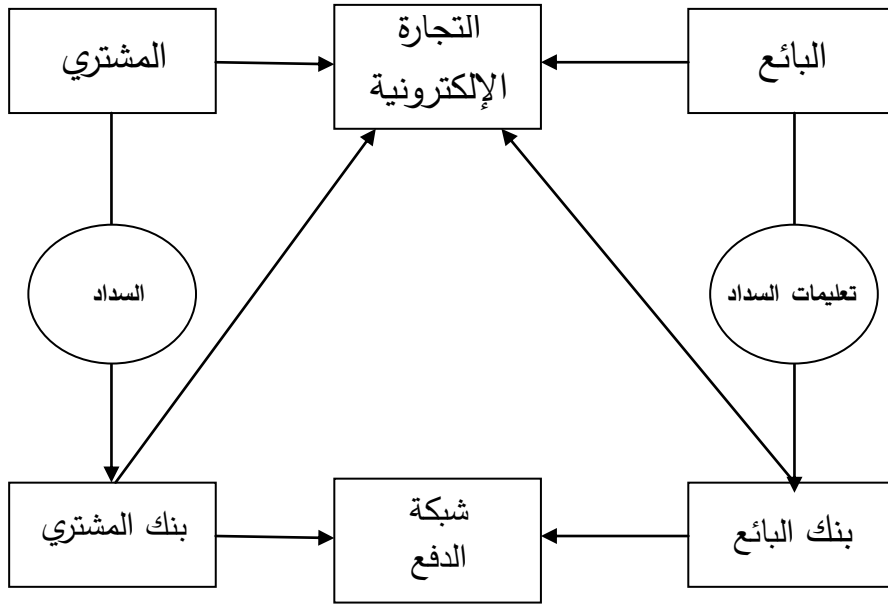 البائع
التجارة
الإلكترونية
المشتري
تعليمات السداد
السداد
بنك البائع
شبكة
الدفع
بنك المشتري